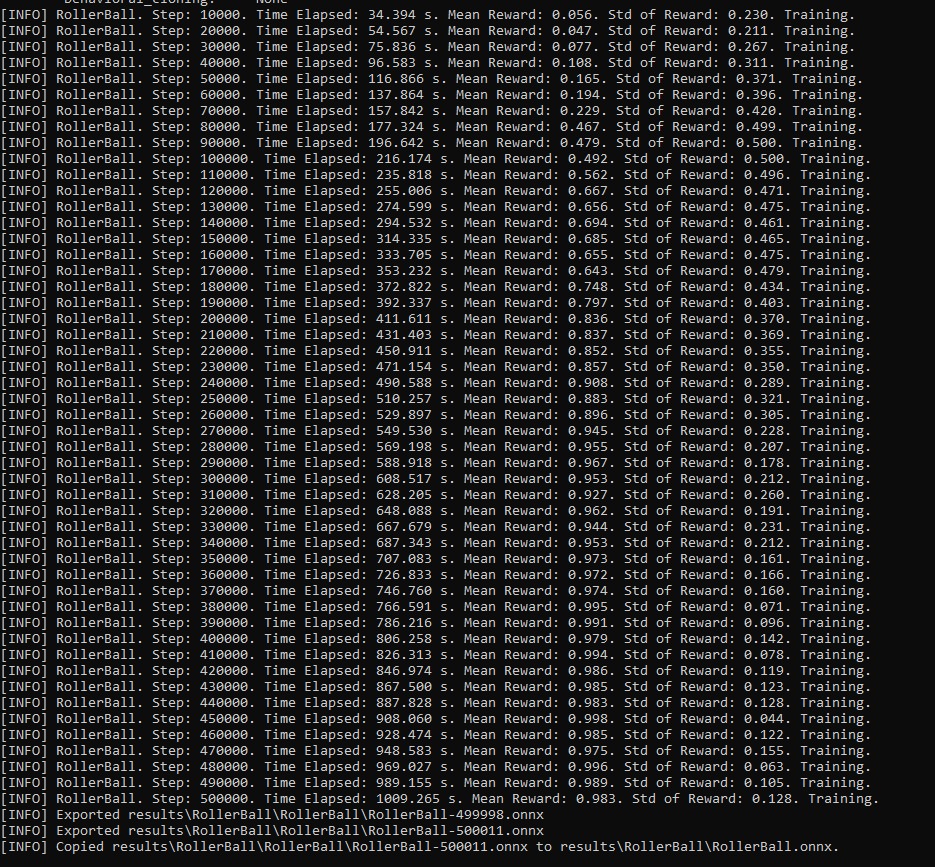 Behavioral_cloning:     None
[INFO] RollerBall. Step: 10000. Time Elapsed: 34.394 s. Mean Reward: 0.056. Std of Reward: 0.230. Training.
[INFO] RollerBall. Step: 20000. Time Elapsed: 54.567 s. Mean Reward: 0.047. Std of Reward: 0.211. Training.
[INFO] RollerBall. Step: 30000. Time Elapsed: 75.836 s. Mean Reward: 0.077. Std of Reward: 0.267. Training.
[INFO] RollerBall. Step: 40000. Time Elapsed: 96.583 s. Mean Reward: 0.108. Std of Reward: 0.311. Training.
[INFO] RollerBall. Step: 50000. Time Elapsed: 116.866 s. Mean Reward: 0.165. Std of Reward: 0.371. Training.
[INFO] RollerBall. Step: 60000. Time Elapsed: 137.864 s. Mean Reward: 0.194. Std of Reward: 0.396. Training.
[INFO] RollerBall. Step: 70000. Time Elapsed: 157.842 s. Mean Reward: 0.229. Std of Reward: 0.420. Training.
[INFO] RollerBall. Step: 80000. Time Elapsed: 177.324 s. Mean Reward: 0.467. Std of Reward: 0.499. Training.
[INFO] RollerBall. Step: 90000. Time Elapsed: 196.642 s. Mean Reward: 0.479. Std of Reward: 0.500. Training.
[INFO] RollerBall. Step: 100000. Time Elapsed: 216.174 s. Mean Reward: 0.492. Std of Reward: 0.500. Training.
[INFO] RollerBall. Step: 110000. Time Elapsed: 235.818 s. Mean Reward: 0.562. Std of Reward: 0.496. Training.
[INFO] RollerBall. Step: 120000. Time Elapsed: 255.006 s. Mean Reward: 0.667. Std of Reward: 0.471. Training.
[INFO] RollerBall. Step: 130000. Time Elapsed: 274.599 s. Mean Reward: 0.656. Std of Reward: 0.475. Training.
[INFO] RollerBall. Step: 140000. Time Elapsed: 294.532 s. Mean Reward: 0.694. Std of Reward: 0.461. Training.
[INFO] RollerBall. Step: 150000. Time Elapsed: 314.335 s. Mean Reward: 0.685. Std of Reward: 0.465. Training.
[INFO] RollerBall. Step: 160000. Time Elapsed: 333.705 s. Mean Reward: 0.655. Std of Reward: 0.475. Training.
[INFO] RollerBall. Step: 170000. Time Elapsed: 353.232 s. Mean Reward: 0.643. Std of Reward: 0.479. Training.
[INFO] RollerBall. Step: 180000. Time Elapsed: 372.822 s. Mean Reward: 0.748. Std of Reward: 0.434. Training.
[INFO] RollerBall. Step: 190000. Time Elapsed: 392.337 s. Mean Reward: 0.797. Std of Reward: 0.403. Training.
[INFO] RollerBall. Step: 200000. Time Elapsed: 411.611 s. Mean Reward: 0.836. Std of Reward: 0.370. Training.
[INFO] RollerBall. Step: 210000. Time Elapsed: 431.403 s. Mean Reward: 0.837. Std of Reward: 0.369. Training.
[INFO] RollerBall. Step: 220000. Time Elapsed: 450.911 s. Mean Reward: 0.852. Std of Reward: 0.355. Training.
[INFO] RollerBall. Step: 230000. Time Elapsed: 471.154 s. Mean Reward: 0.857. Std of Reward: 0.350. Training.
[INFO] RollerBall. Step: 240000. Time Elapsed: 490.588 s. Mean Reward: 0.908. Std of Reward: 0.289. Training.
[INFO] RollerBall. Step: 250000. Time Elapsed: 510.257 s. Mean Reward: 0.883. Std of Reward: 0.321. Training.
[INFO] RollerBall. Step: 260000. Time Elapsed: 529.897 s. Mean Reward: 0.896. Std of Reward: 0.305. Training.
[INFO] RollerBall. Step: 270000. Time Elapsed: 549.530 s. Mean Reward: 0.945. Std of Reward: 0.228. Training.
[INFO] RollerBall. Step: 280000. Time Elapsed: 569.198 s. Mean Reward: 0.955. Std of Reward: 0.207. Training.
[INFO] RollerBall. Step: 290000. Time Elapsed: 588.918 s. Mean Reward: 0.967. Std of Reward: 0.178. Training.
[INFO] RollerBall. Step: 300000. Time Elapsed: 608.517 s. Mean Reward: 0.953. Std of Reward: 0.212. Training.
[INFO] RollerBall. Step: 310000. Time Elapsed: 628.205 s. Mean Reward: 0.927. Std of Reward: 0.260. Training.
[INFO] RollerBall. Step: 320000. Time Elapsed: 648.088 s. Mean Reward: 0.962. Std of Reward: 0.191. Training.
[INFO] RollerBall. Step: 330000. Time Elapsed: 667.679 s. Mean Reward: 0.944. Std of Reward: 0.231. Training.
[INFO] RollerBall. Step: 340000. Time Elapsed: 687.343 s. Mean Reward: 0.953. Std of Reward: 0.212. Training.
[INFO] RollerBall. Step: 350000. Time Elapsed: 707.083 s. Mean Reward: 0.973. Std of Reward: 0.161. Training.
[INFO] RollerBall. Step: 360000. Time Elapsed: 726.833 s. Mean Reward: 0.972. Std of Reward: 0.166. Training.
[INFO] RollerBall. Step: 370000. Time Elapsed: 746.760 s. Mean Reward: 0.974. Std of Reward: 0.160. Training.
[INFO] RollerBall. Step: 380000. Time Elapsed: 766.591 s. Mean Reward: 0.995. Std of Reward: 0.071. Training.
[INFO] RollerBall. Step: 390000. Time Elapsed: 786.216 s. Mean Reward: 0.991. Std of Reward: 0.096. Training.
[INFO] RollerBall. Step: 400000. Time Elapsed: 806.258 s. Mean Reward: 0.979. Std of Reward: 0.142. Training.
[INFO] RollerBall. Step: 410000. Time Elapsed: 826.313 s. Mean Reward: 0.994. Std of Reward: 0.078. Training.
[INFO] RollerBall. Step: 420000. Time Elapsed: 846.974 s. Mean Reward: 0.986. Std of Reward: 0.119. Training.
[INFO] RollerBall. Step: 430000. Time Elapsed: 867.500 s. Mean Reward: 0.985. Std of Reward: 0.123. Training.
[INFO] RollerBall. Step: 440000. Time Elapsed: 887.828 s. Mean Reward: 0.983. Std of Reward: 0.128. Training.
[INFO] RollerBall. Step: 450000. Time Elapsed: 908.060 s. Mean Reward: 0.998. Std of Reward: 0.044. Training.
[INFO] RollerBall. Step: 460000. Time Elapsed: 928.474 s. Mean Reward: 0.985. Std of Reward: 0.122. Training.
[INFO] RollerBall. Step: 470000. Time Elapsed: 948.583 s. Mean Reward: 0.975. Std of Reward: 0.155. Training.
[INFO] RollerBall. Step: 480000. Time Elapsed: 969.027 s. Mean Reward: 0.996. Std of Reward: 0.063. Training.
[INFO] RollerBall. Step: 490000. Time Elapsed: 989.155 s. Mean Reward: 0.989. Std of Reward: 0.105. Training.
[INFO] RollerBall. Step: 500000. Time Elapsed: 1009.265 s. Mean Reward: 0.983. Std of Reward: 0.128. Training.
[INFO] Exported results\RollerBall\RollerBall\RollerBall-499998.onnx
[INFO] Exported results\RollerBall\RollerBall\RollerBall-500011.onnx
[INFO] Copied results\RollerBall\RollerBall\RollerBall-500011.onnx to results\RollerBall\RollerBall.onnx.